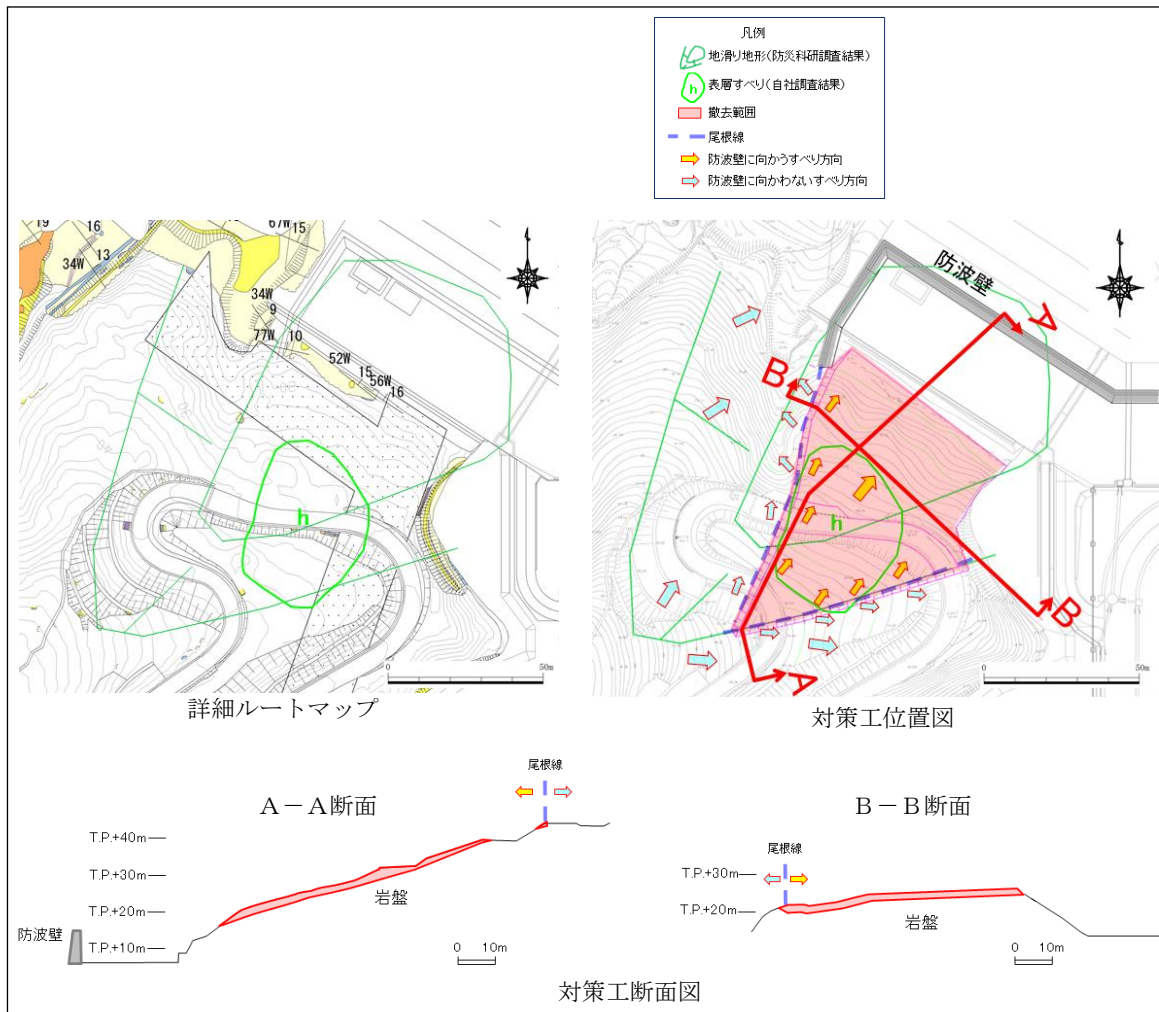 凡例
地滑り地形(防災科研調査結果)
h 表層すべり(自社調査結果)
撤去範囲
尾根線
防波壁に向かうすべり方向
防波壁に向かわないすべり方向
19
16
34W
13
67W
15
34W
9
77W
10
52W
15
56W
16
h
0
50m
詳細ルートマップ
防波壁
A
B
h
B
A
0
50m
対策工位置図
A-A断面
尾根線
T.P.+40m
T.P.+30m
T.P.+20m
T.P.+10m
岩盤
防波壁
0 10m
B-B断面
尾根線
T.P.+30m
T.P.+20m
岩盤
0 10m
対策工断面図